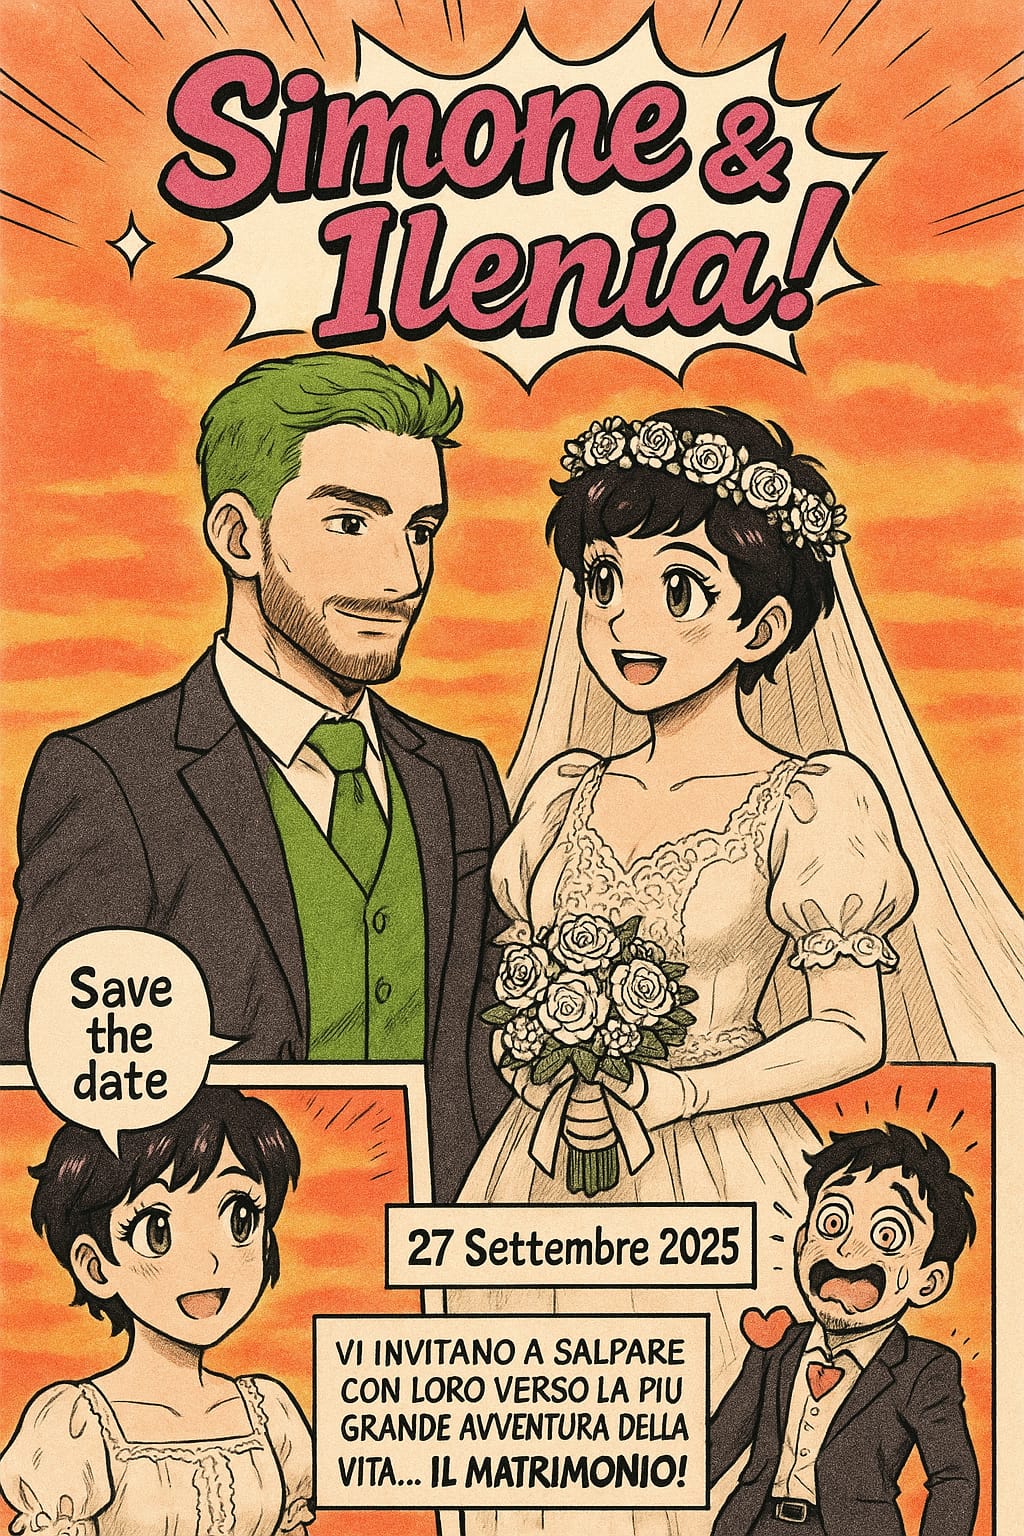 Simone &
Ilenia!
Save
the
date
27 Settembre 2025
VI INVITANO A SALPARE
CON LORO VERSO LA PIU
GRANDE AVVENTURA DELLA
VITA... IL MATRIMONIO!